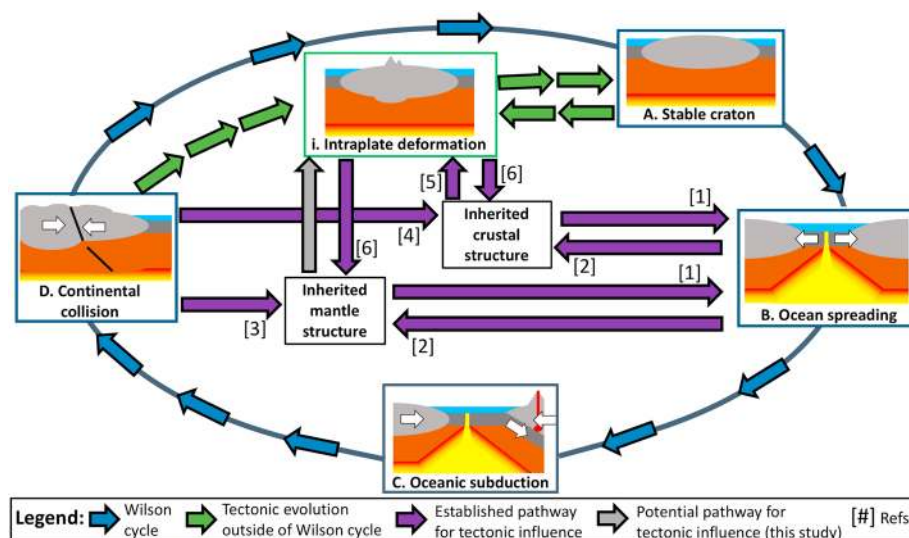 A. Stable craton
i. Intraplate deformation
[5]
[6]
[1]
Inherited
crustal
structure
[4]
[6]
[2]
D. Continental
collision
[3]
Inherited
mantle
structure
[1]
[2]
B. Ocean spreading
C. Oceanic subduction
Legend:
Wilson
cycle
Tectonic evolution
outside of Wilson cycle
Established pathway
for tectonic influence
Potential pathway for
tectonic influence (this study)
[#] Refs